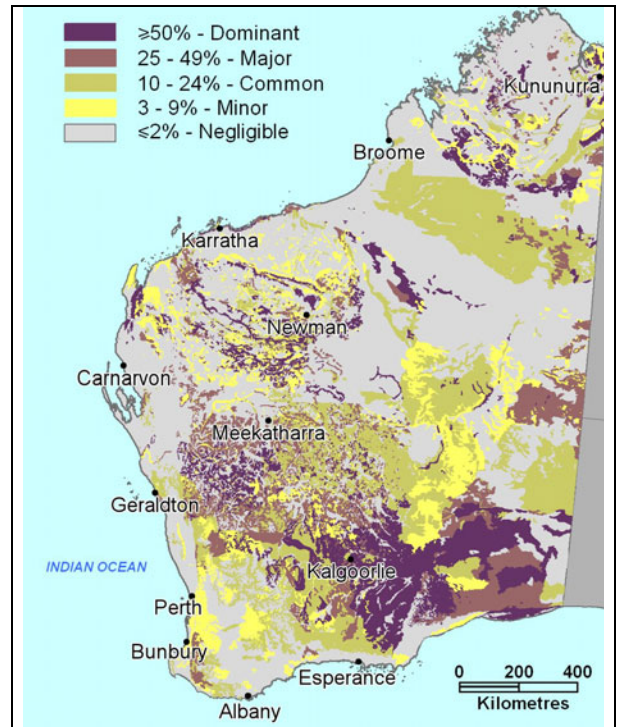 ≥50% - Dominant
25 - 49% - Major
10 - 24% - Common
3 - 9% - Minor
≤2% - Negligible
Kununurra
Broome
Karratha
Newman
Carnarvon
Meekatharra
Geraldton
INDIAN OCEAN
Kalgoorlie
Perth
Bunbury
Esperance
Albany
0 200 400
Kilometres